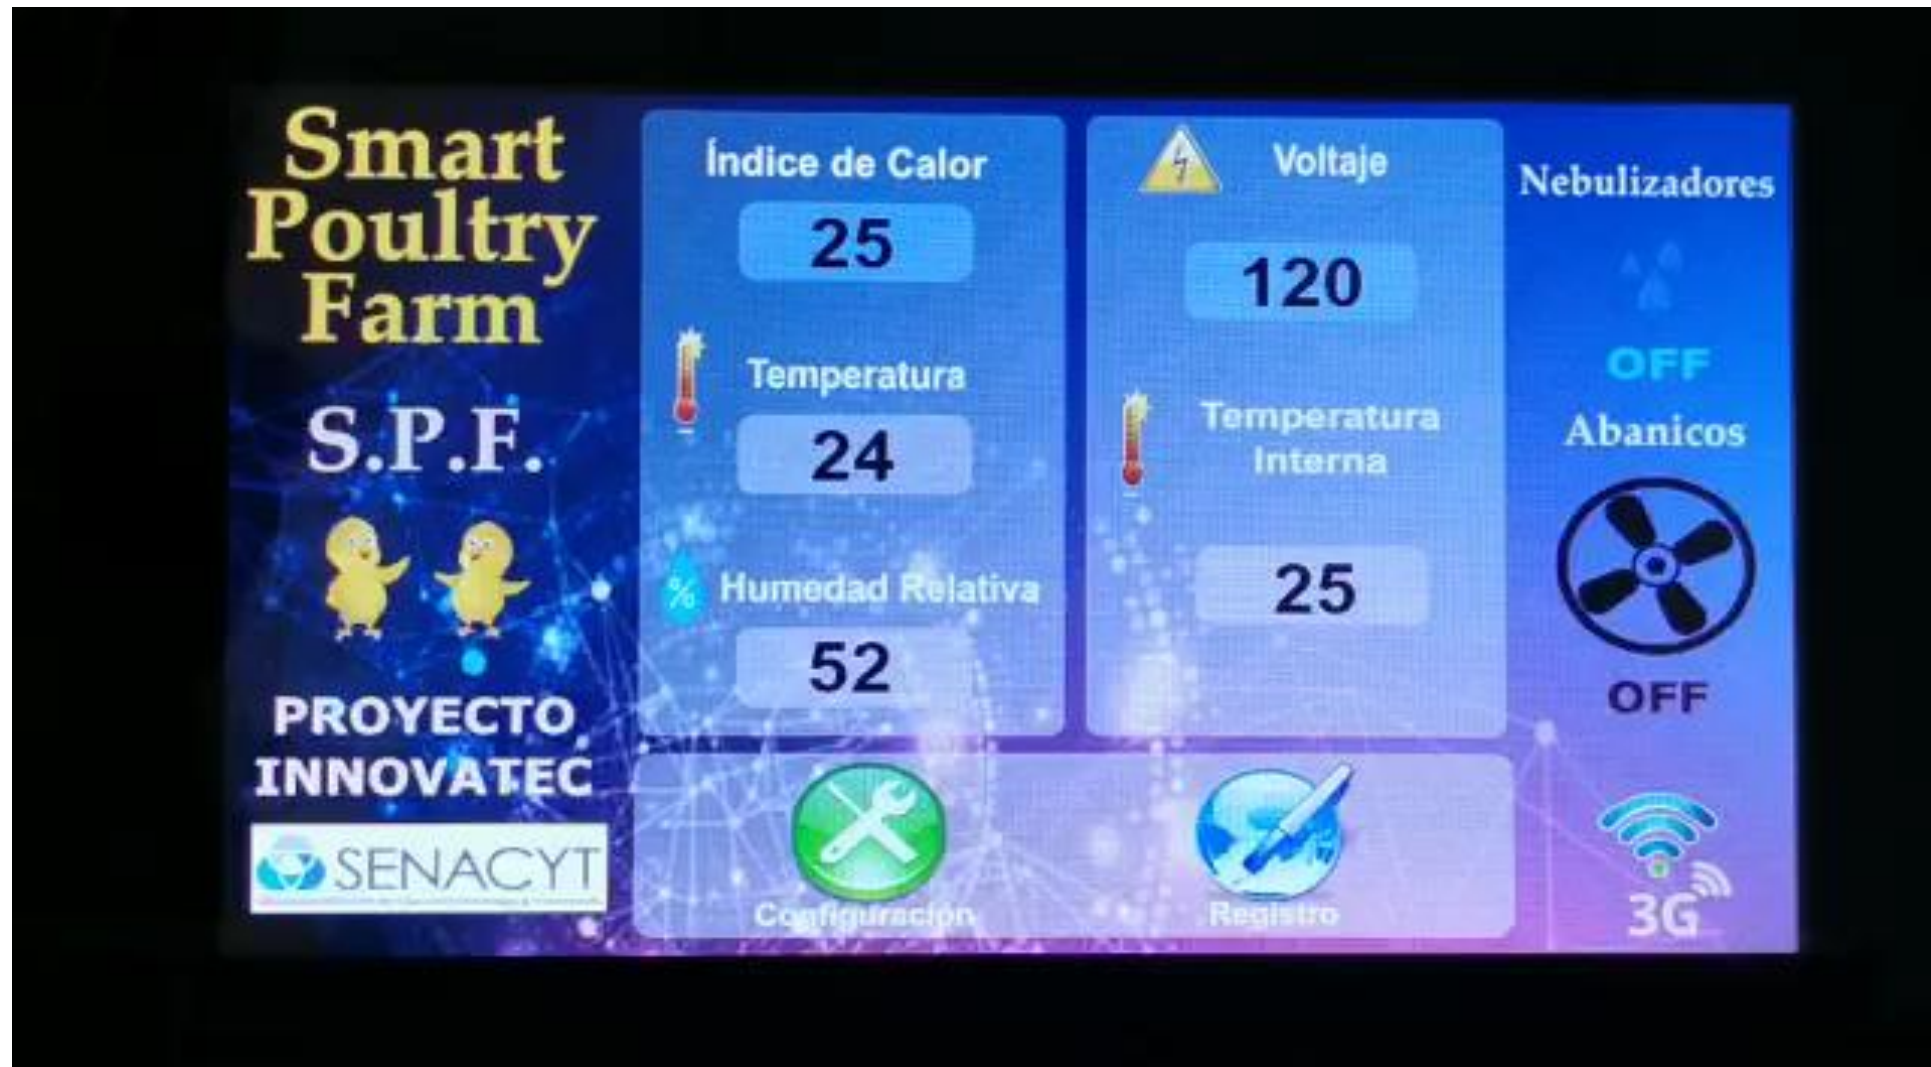 Smart
Poultry
Farm
S.P.F.
PROYECTO
INNOVATEC
SENACYT
Índice de Calor
25
Temperatura
24
%
Humedad Relativa
52
Voltaje
120
Temperatura
Interna
25
Configuración
Registro
Nebulizadores
OFF
Abanicos
OFF
3G